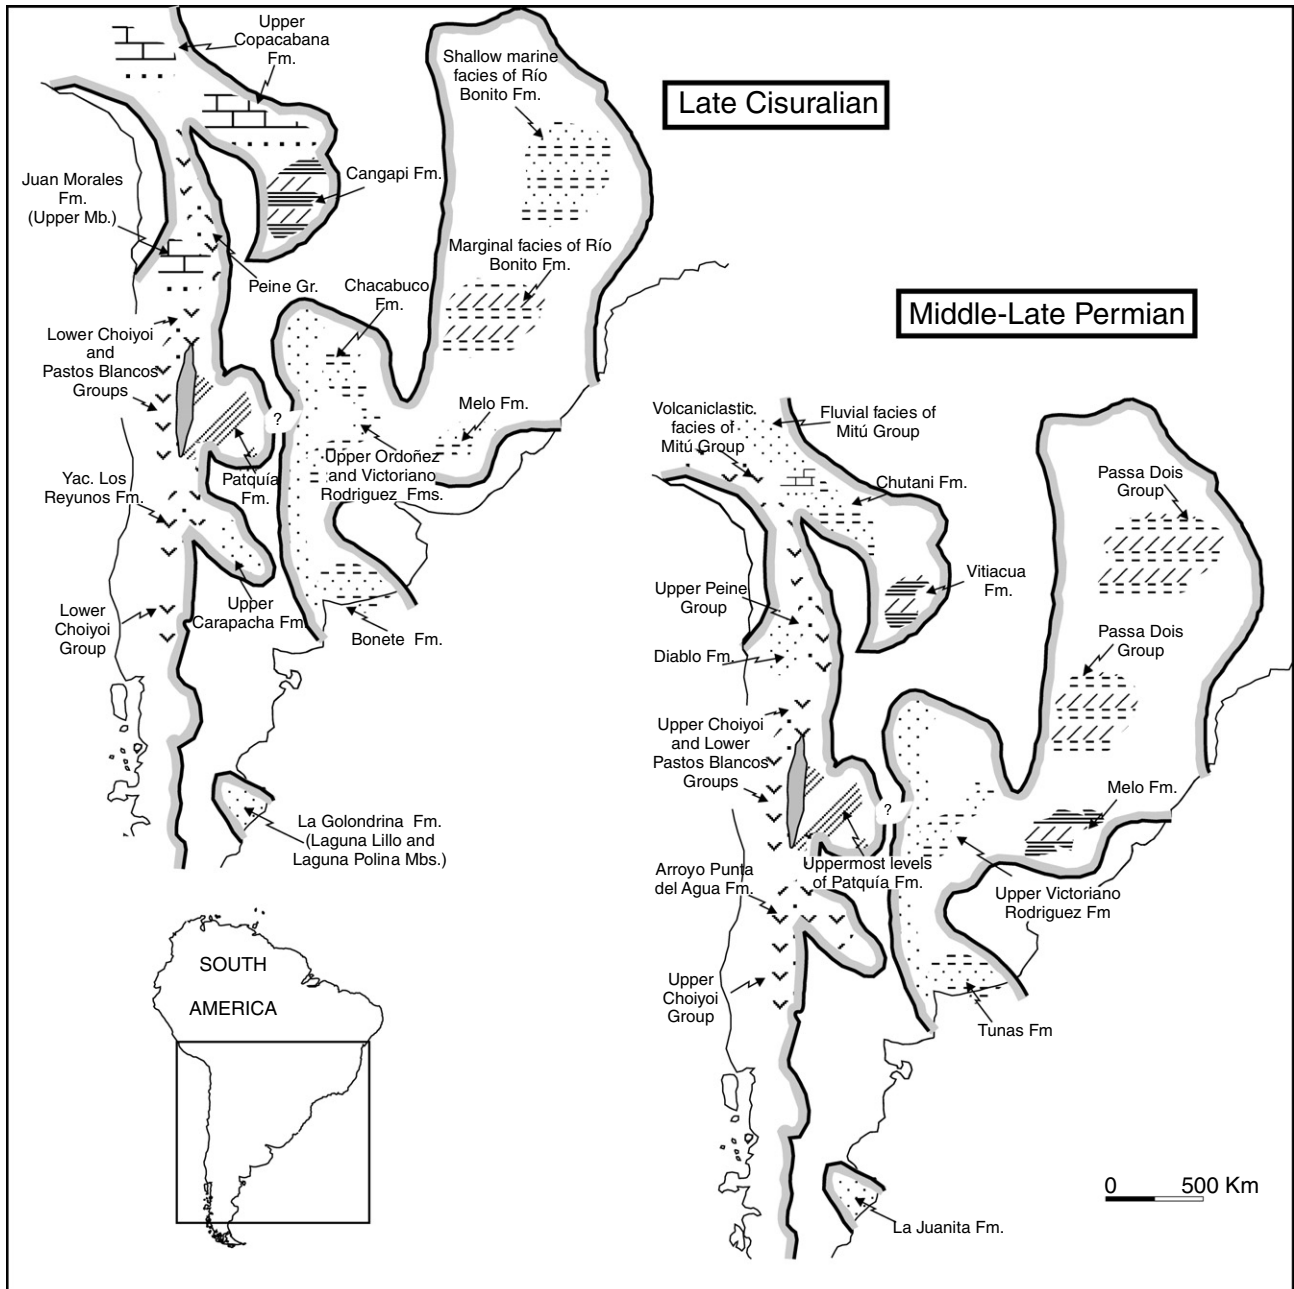 Upper
Copacabana
Fm.
Shallow marine
facies of Río
Bonito Fm.
Late Cisuralian
Cangapi Fm.
Juan Morales
Fm.
(Upper Mb.)
Marginal facies of Río
Bonito Fm.
Peine Gr.
Chacabuco
Fm.
Lower Choiyoi
and
Pastos Blancos
Groups
?
Melo Fm.
Upper Ordoñez
and Victoriano
Rodriguez Fms.
Patquía
Fm.
Yac. Los
Reyunos Fm.
Upper
Carapacha Fm.
Lower
Choiyoi
Group
Bonete Fm.
La Golondrina Fm.
(Laguna Lillo and
Laguna Polina Mbs.)
SOUTH
AMERICA
Middle-Late Permian
Volcaniclastic.
facies of
Mitú Group
Fluvial facies of
Mitú Group
Chutani Fm.
Passa Dois
Group
Vitiacua
Fm.
Upper Peine
Group
Diablo Fm.
Passa Dois
Group
Upper Choiyoi
and Lower
Pastos Blancos
Groups
?
Melo Fm.
Uppermost levels
of Patquía Fm.
Arroyo Punta
del Agua Fm.
Upper Victoriano
Rodriguez Fm
Upper
Choiyoi
Group
Tunas Fm
La Juanita Fm.
0 500 Km